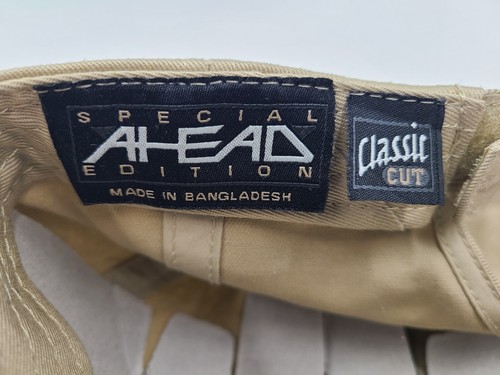 SPECIAL
AHEAD
EDITION
MADE IN BANGLADESH
Classic
CUT